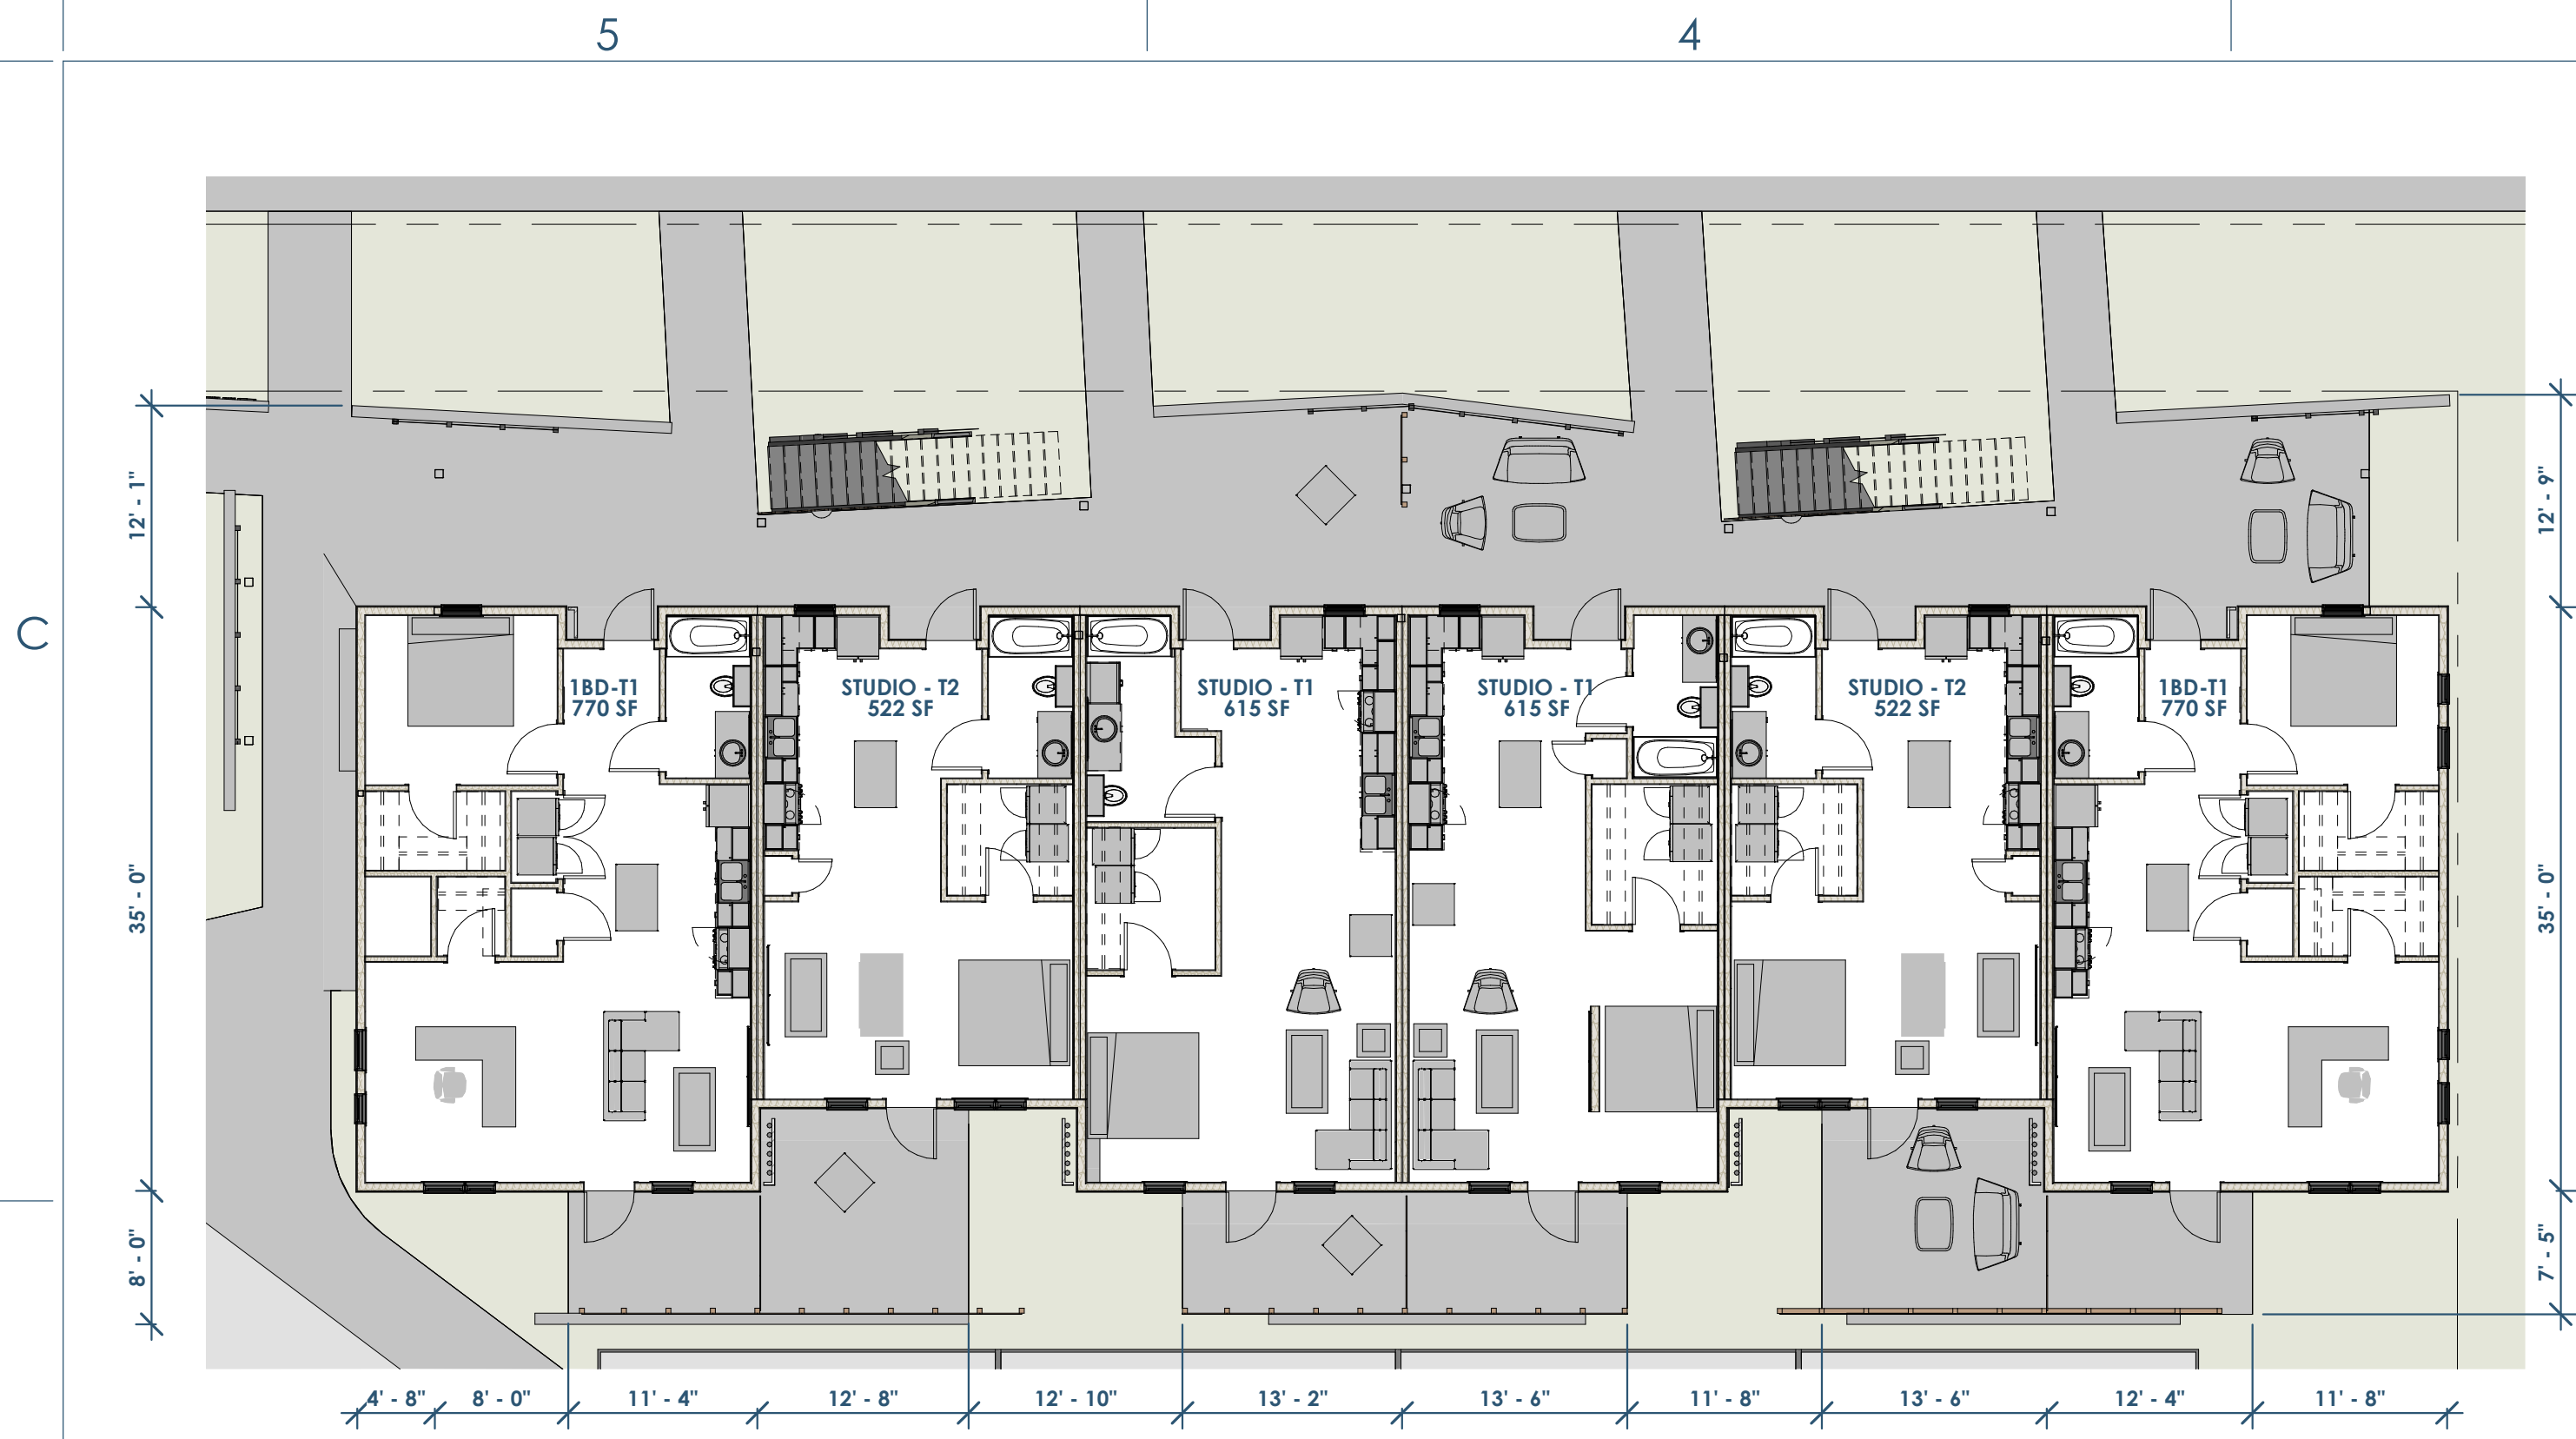 5
4
C
12' - 1"
12' - 9"
1BD-T1
770 SF
STUDIO - T2
522 SF
STUDIO - T1
615 SF
STUDIO - T1
615 SF
STUDIO - T2
522 SF
1BD-T1
770 SF
35' - 0"
35' - 0"
8' - 0"
7' - 5"
4' - 8"
8' - 0"
11' - 4"
12' - 8"
12' - 10"
13' - 2"
13' - 6"
11' - 8"
13' - 6"
12' - 4"
11' - 8"